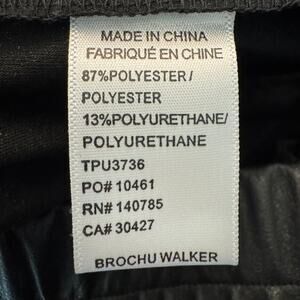 MADE IN CHINA
FABRIQUÉ EN CHINE
87%POLYESTER/
POLYESTER
13%POLYURETHANE/
POLYURETHANE
TPU3736
PO# 10461
RN# 140785
CA# 30427
BROCHU WALKER